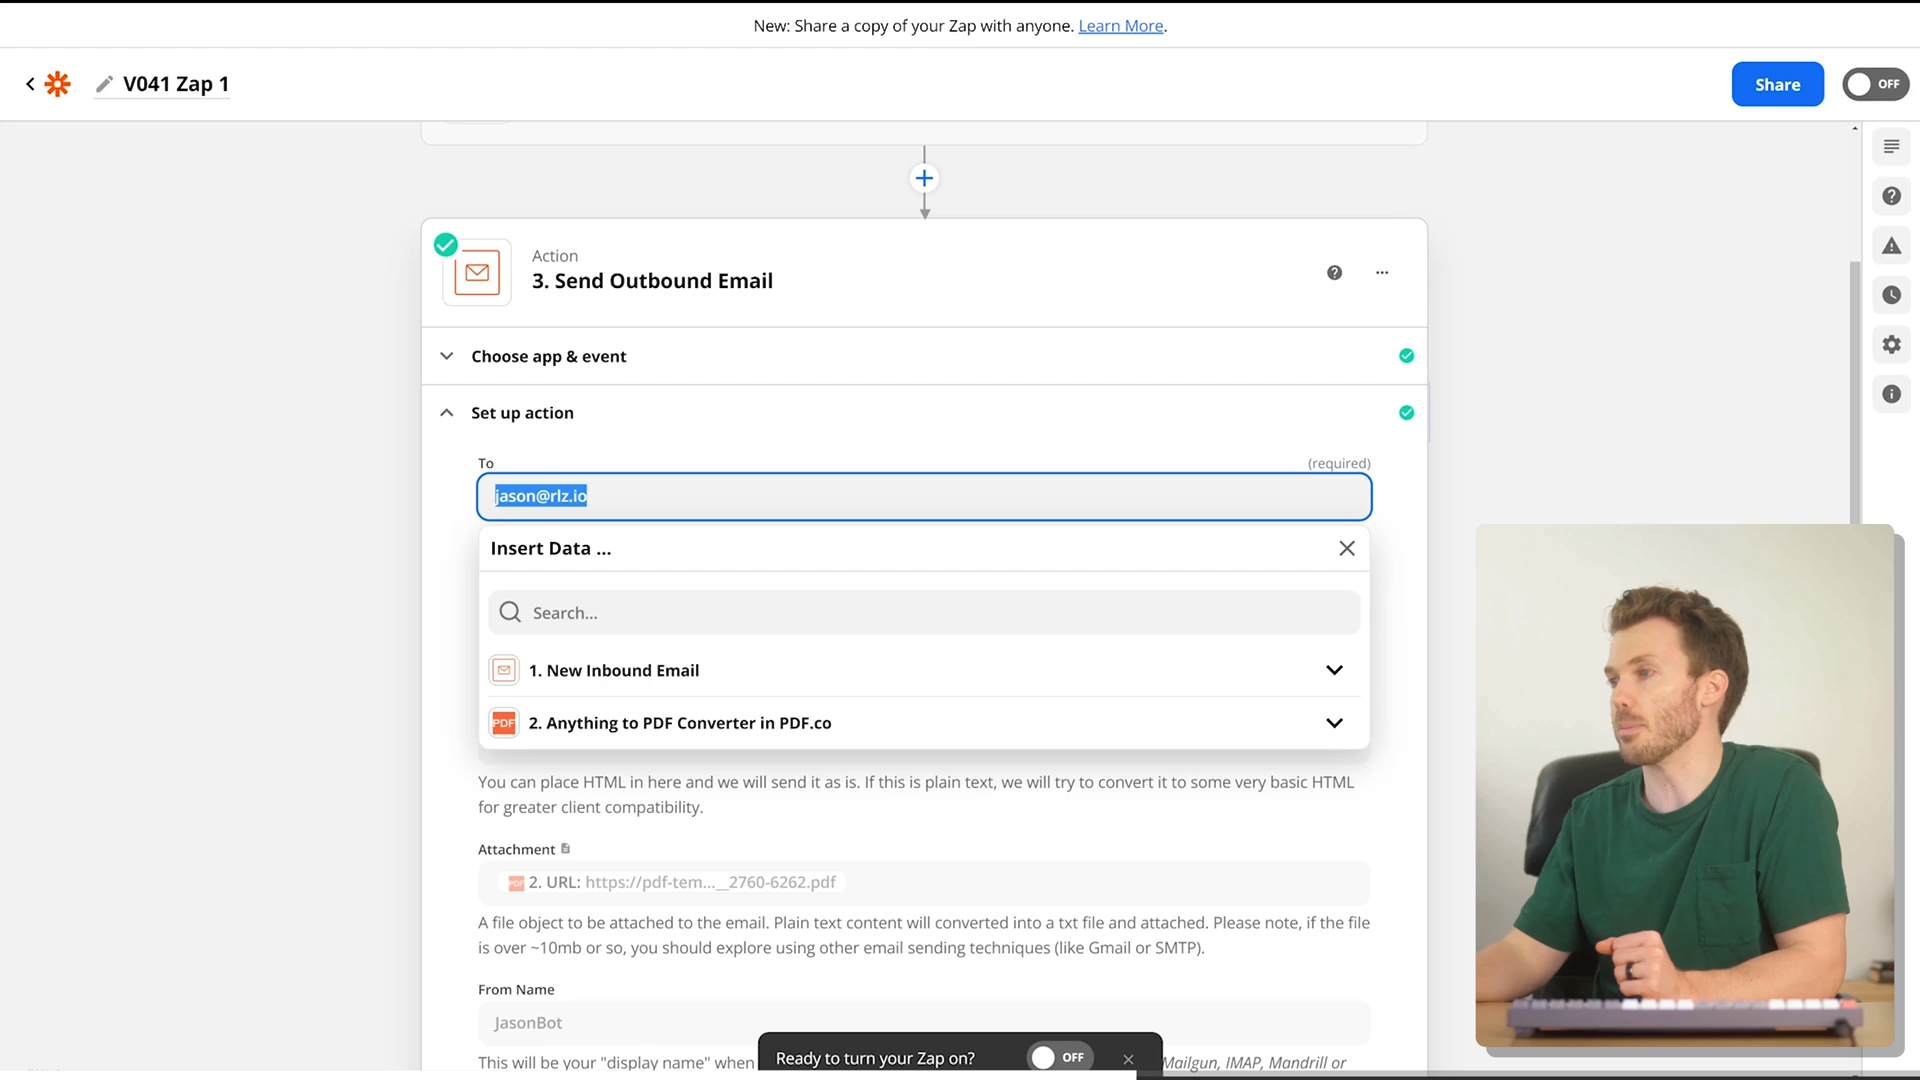 New: Share a copy of your Zap with anyone. Learn More.
V041 Zap 1
Share
OFF
Action
3. Send Outbound Email
Choose app & event
Set up action
To
(required)
jason@rlz.io
Insert Data ...
Search...
1. New Inbound Email
PDF
2. Anything to PDF Converter in PDF.co
You can place HTML in here and we will send it as is. If this is plain text, we will try to convert it to some very basic HTML
for greater client compatibility.
Attachment
PDF 2. URL: https://pdf-tem...__2760-6262.pdf
A file object to be attached to the email. Plain text content will converted into a txt file and attached. Please note, if the file
is over ~10mb or so, you should explore using other email sending techniques (like Gmail or SMTP).
From Name
JasonBot
Ready to turn your Zap on?
OFF
This will be your "display name" when
Mailgun, IMAP, Mandrill or